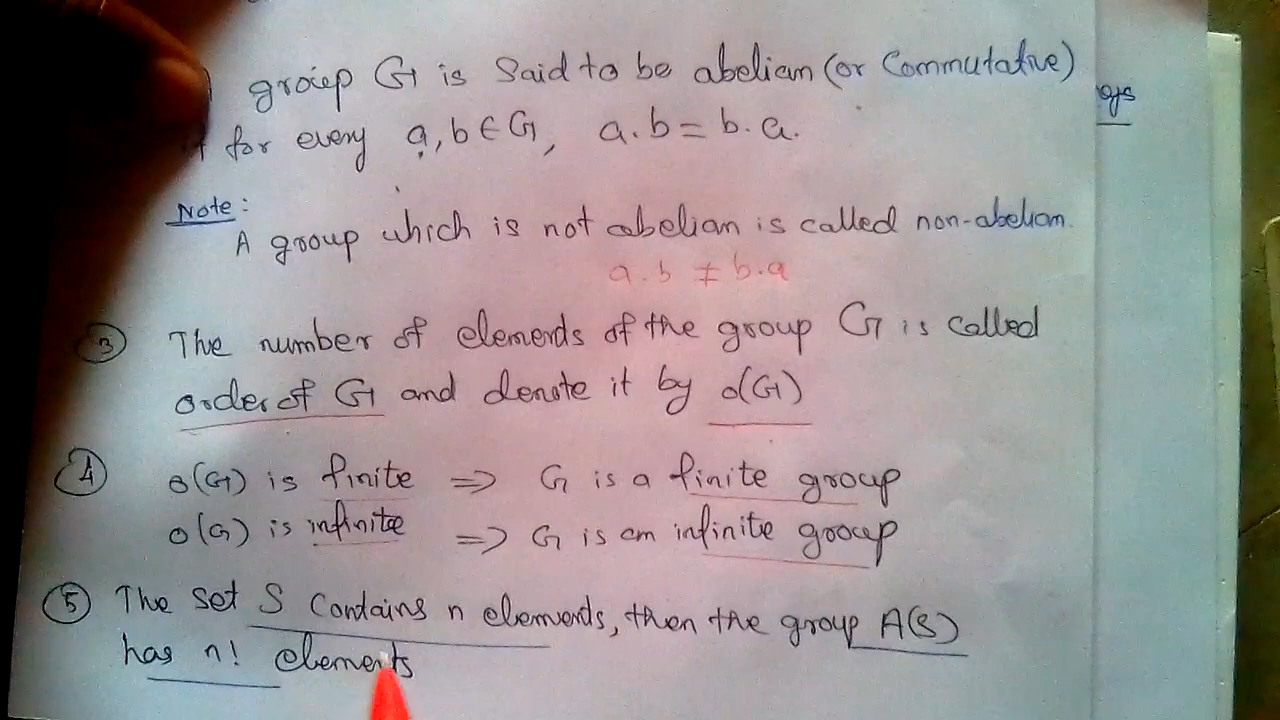 group G is said to be abelian (or Commutative)
if for every a, b ∈ G, a.b = b.a.
Note:
A group which is not abelian is called non-abelian.
a.b ≠ b.a
③ The number of elements of the group G is called
order of G and denote it by o(G)
④ o(G) is finite => G is a finite group
o(G) is infinite => G is an infinite group
⑤ The set S contains n elements, then the group A(S)
has n! elements